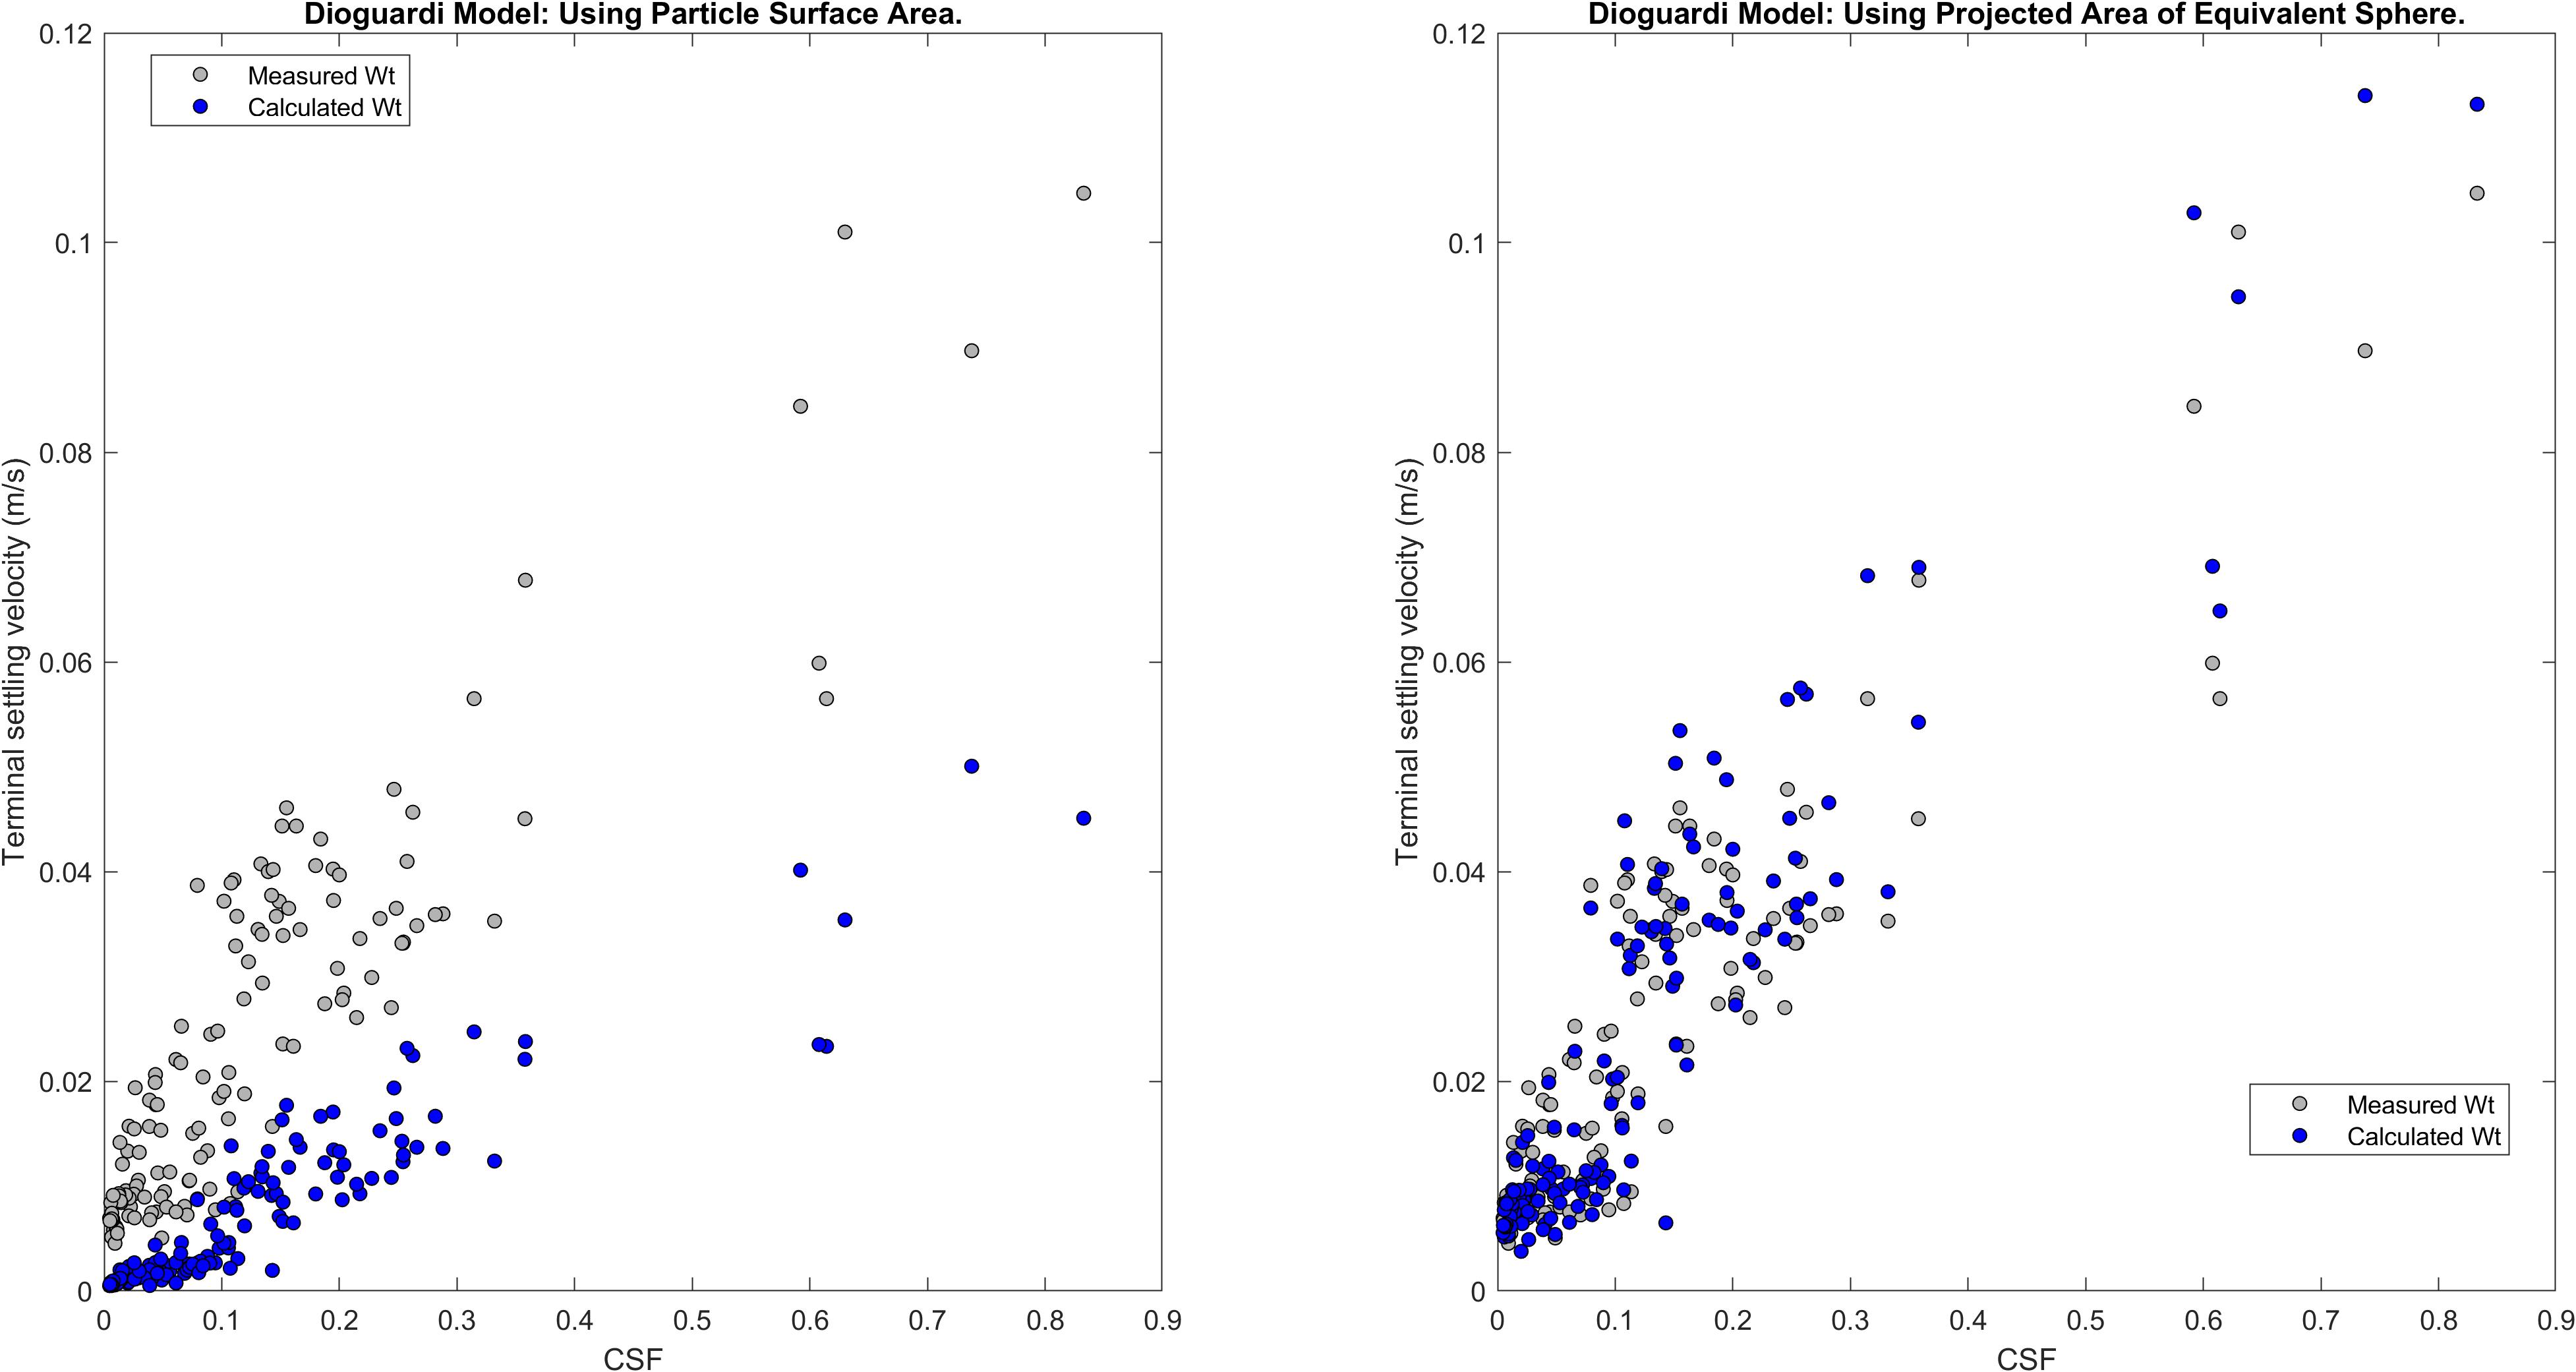 Dioguardi Model: Using Particle Surface Area.
0.12
0.1
0.08
0.06
0.04
0.02
0
Terminal settling velocity (m/s)
Measured Wt
Calculated Wt
0 0.1 0.2 0.3 0.4 0.5 0.6 0.7 0.8 0.9
CSF
Dioguardi Model: Using Projected Area of Equivalent Sphere.
0.12
0.1
0.08
0.06
0.04
0.02
0
Terminal settling velocity (m/s)
Measured Wt
Calculated Wt
0 0.1 0.2 0.3 0.4 0.5 0.6 0.7 0.8 0.9
CSF